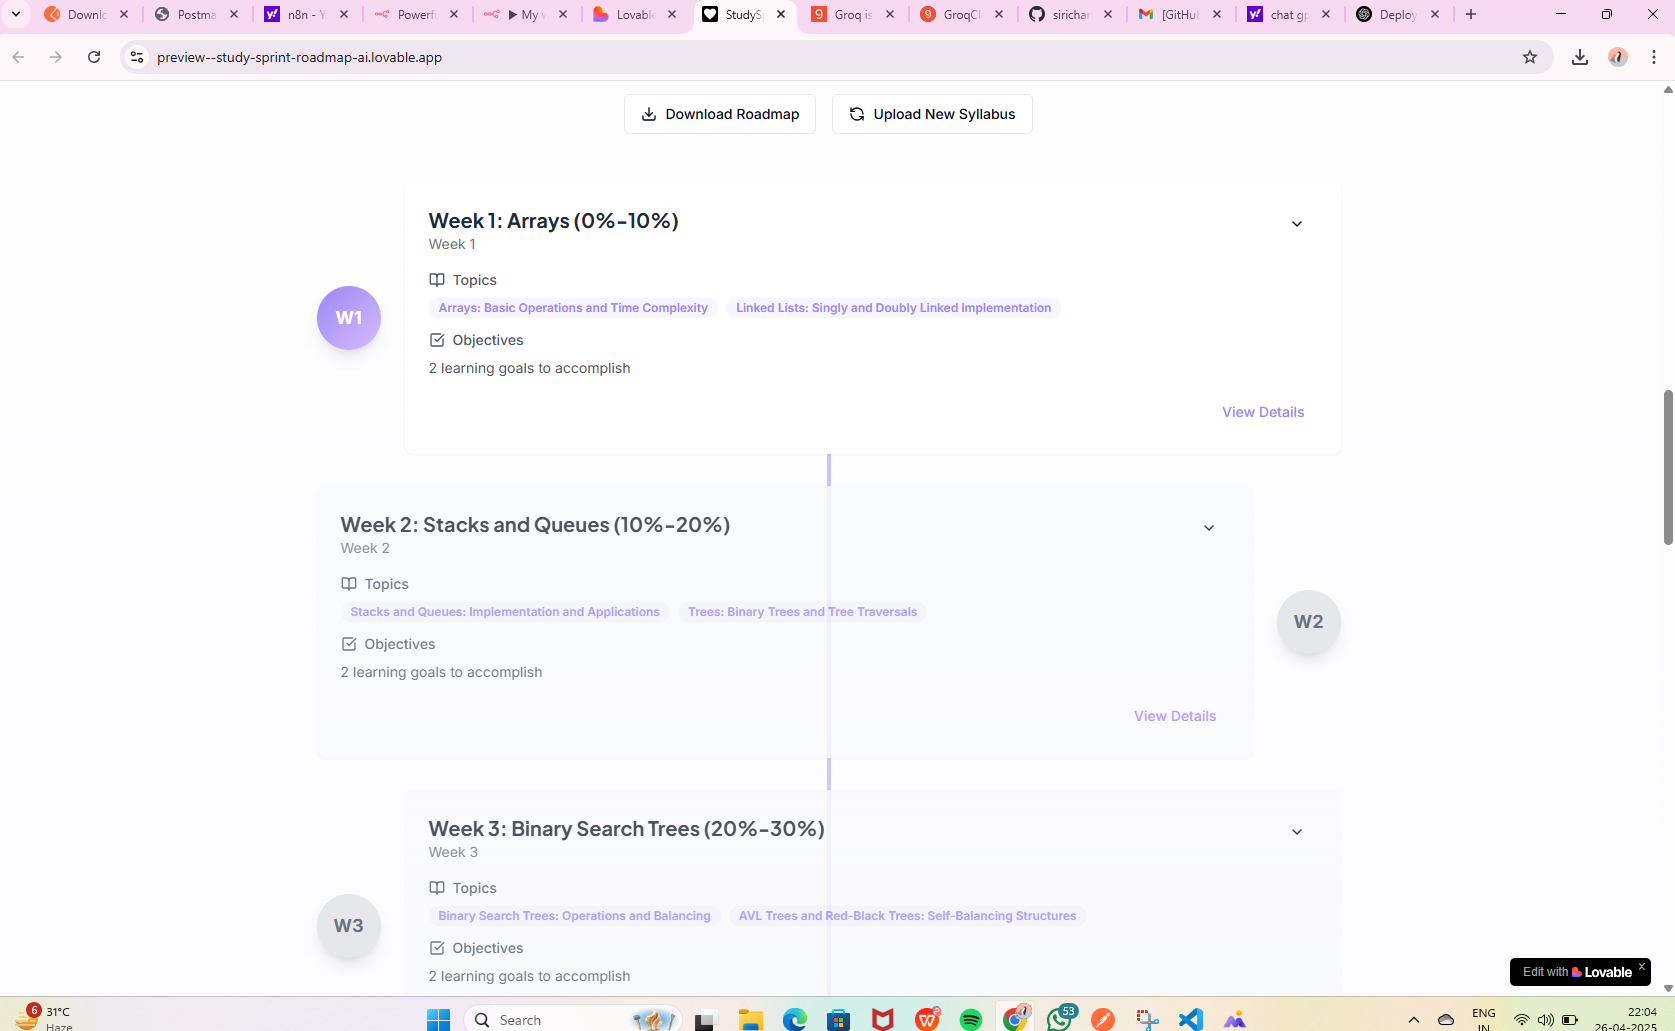 Downlo
Postma
n8n - Y
Powerfu
My w
Lovable
StudySp
Groq is
GroqCl
sirichar
[GitHub
chat gp
Deploy
preview--study-sprint-roadmap-ai.lovable.app
Download Roadmap
Upload New Syllabus
Week 1: Arrays (0%-10%)
Week 1
Topics
Arrays: Basic Operations and Time Complexity
Linked Lists: Singly and Doubly Linked Implementation
W1
Objectives
2 learning goals to accomplish
View Details
Week 2: Stacks and Queues (10%-20%)
Week 2
Topics
Stacks and Queues: Implementation and Applications
Trees: Binary Trees and Tree Traversals
W2
Objectives
2 learning goals to accomplish
View Details
Week 3: Binary Search Trees (20%-30%)
Week 3
Topics
Binary Search Trees: Operations and Balancing
AVL Trees and Red-Black Trees: Self-Balancing Structures
W3
Objectives
2 learning goals to accomplish
Edit with Lovable
6
31°C
Haze
Search
53
ENG
IN
22:04
26-04-2025